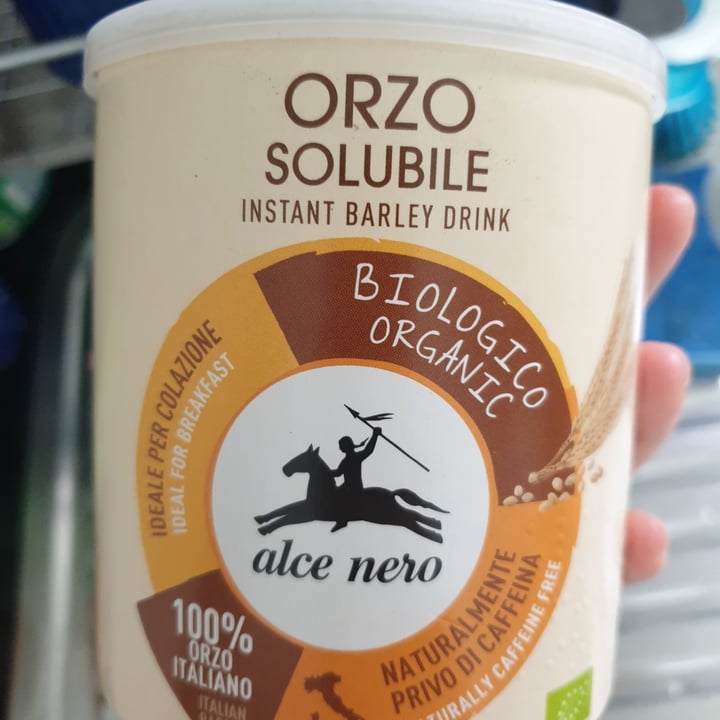 ORZO
SOLUBILE
INSTANT BARLEY DRINK
BIOLOGICO
ORGANIC
IDEALE PER COLAZIONE
IDEAL FOR BREAKFAST
alce nero
100%
ORZO
ITALIANO
ITALIAN
NATURALMENTE
PRIVO DI CAFFEINA
NATURALLY CAFFEINE FREE